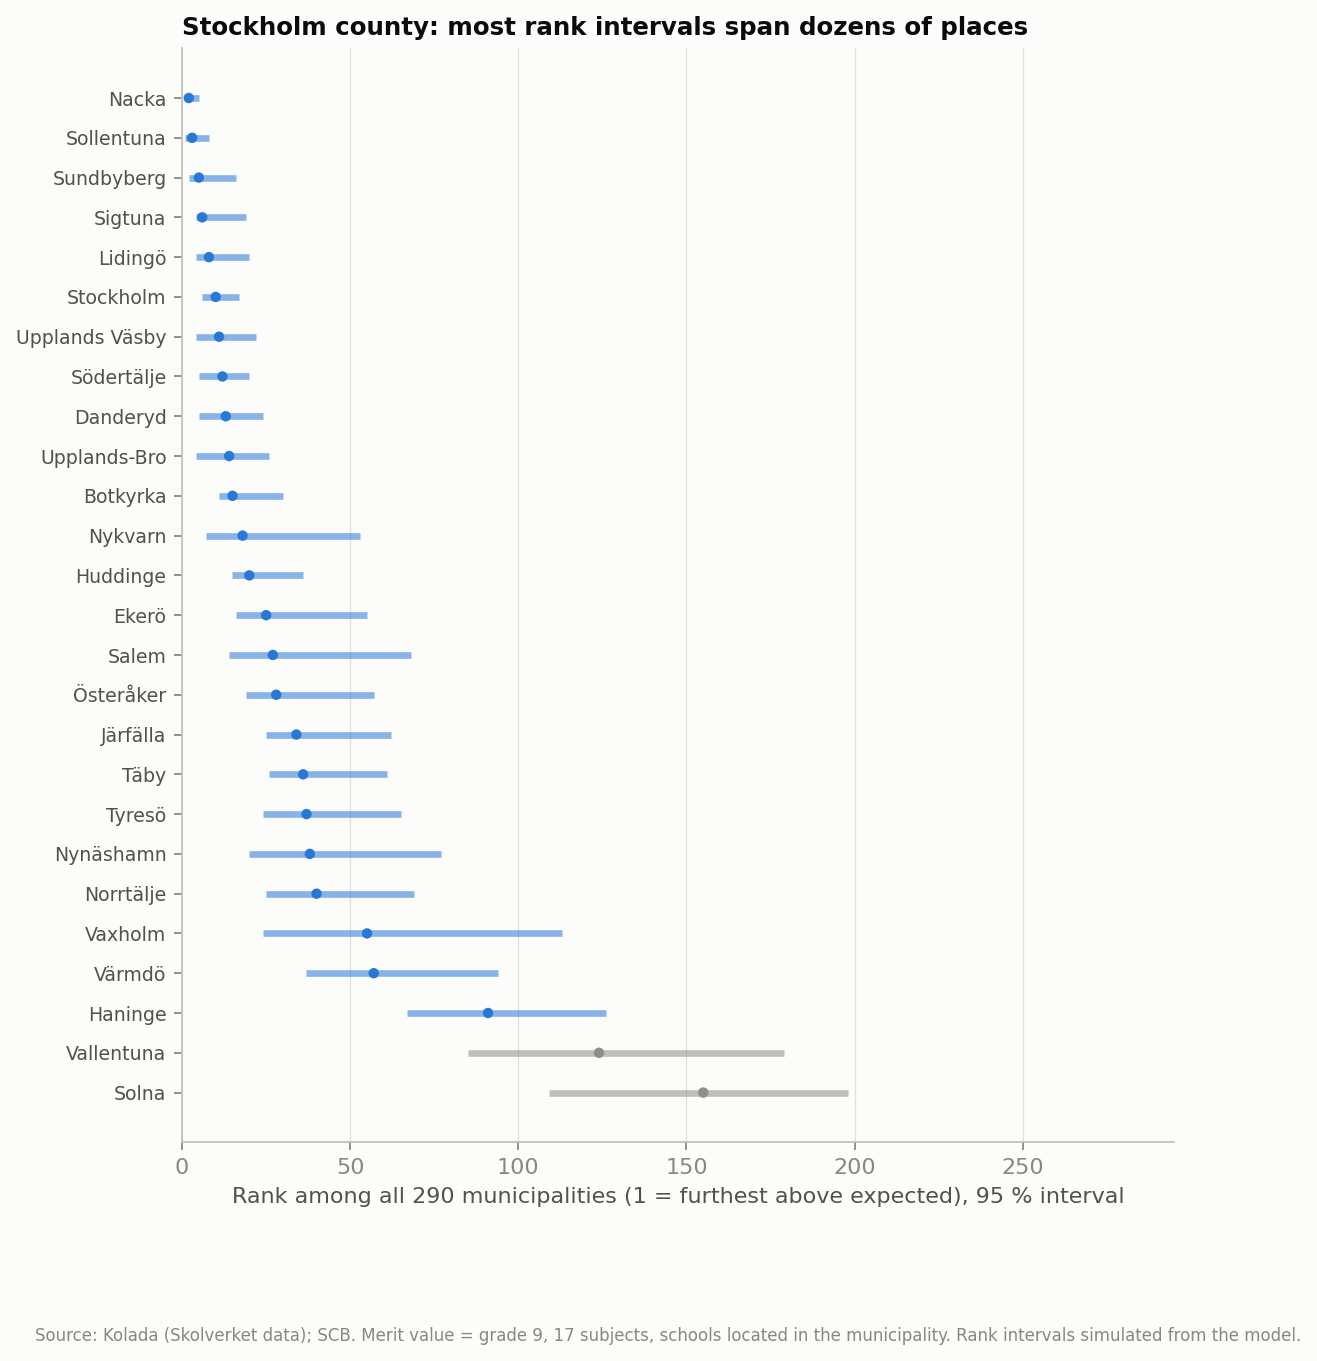 Stockholm county: most rank intervals span dozens of places
Nacka
Sollentuna
Sundbyberg
Sigtuna
Lidingö
Stockholm
Upplands Väsby
Södertälje
Danderyd
Upplands-Bro
Botkyrka
Nykvarn
Huddinge
Ekerö
Salem
Österåker
Järfälla
Täby
Tyresö
Nynäshamn
Norrtälje
Vaxholm
Värmdö
Haninge
Vallentuna
Solna
0 50 100 150 200 250
Rank among all 290 municipalities (1 = furthest above expected), 95 % interval
Source: Kolada (Skolverket data); SCB. Merit value = grade 9, 17 subjects, schools located in the municipality. Rank intervals simulated from the model.